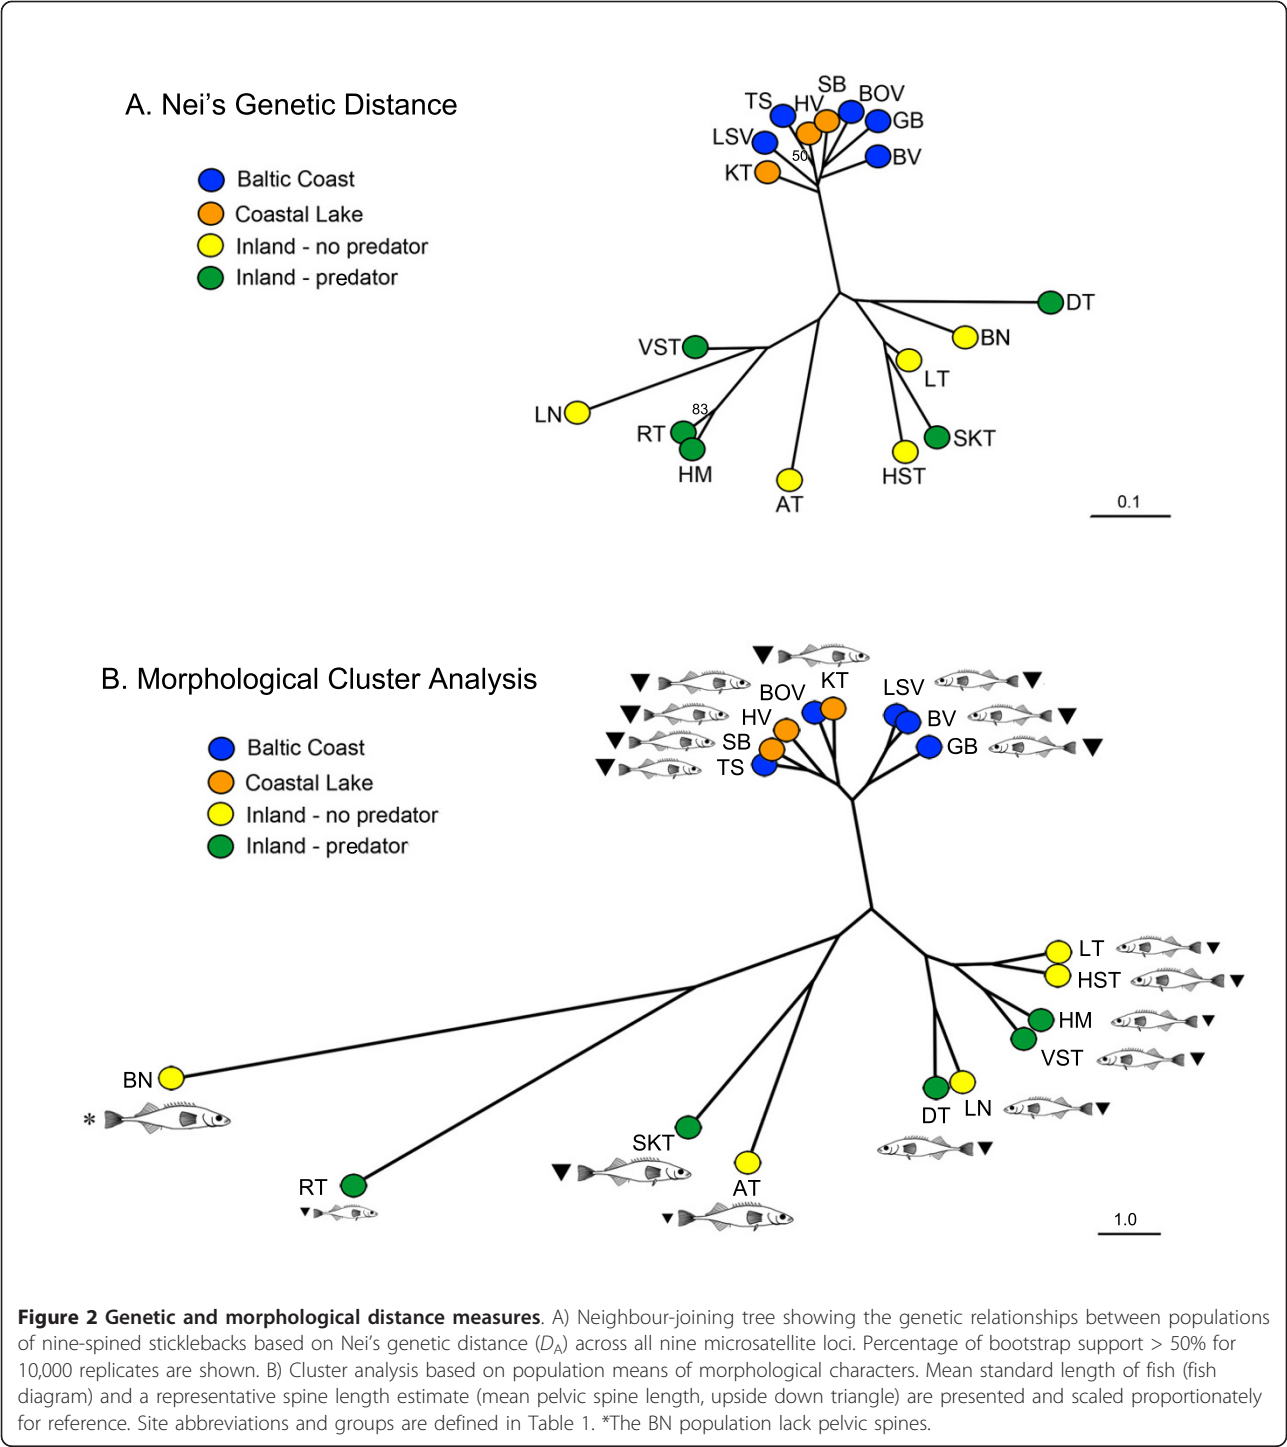 A. Nei's Genetic Distance
Baltic Coast
Coastal Lake
Inland - no predator
Inland - predator
TS
HV
SB
BOV
GB
LSV
50
BV
KT
DT
BN
VST
LT
LN
83
RT
SKT
HM
HST
AT
0.1
B. Morphological Cluster Analysis
Baltic Coast
Coastal Lake
Inland - no predator
Inland - predator
KT
BOV
LSV
HV
BV
SB
GB
TS
LT
HST
HM
VST
BN
*
DT
LN
SKT
RT
AT
1.0
Figure 2 Genetic and morphological distance measures. A) Neighbour-joining tree showing the genetic relationships between populations
of nine-spined sticklebacks based on Nei's genetic distance (DA) across all nine microsatellite loci. Percentage of bootstrap support > 50% for
10,000 replicates are shown. B) Cluster analysis based on population means of morphological characters. Mean standard length of fish (fish
diagram) and a representative spine length estimate (mean pelvic spine length, upside down triangle) are presented and scaled proportionately
for reference. Site abbreviations and groups are defined in Table 1. *The BN population lack pelvic spines.